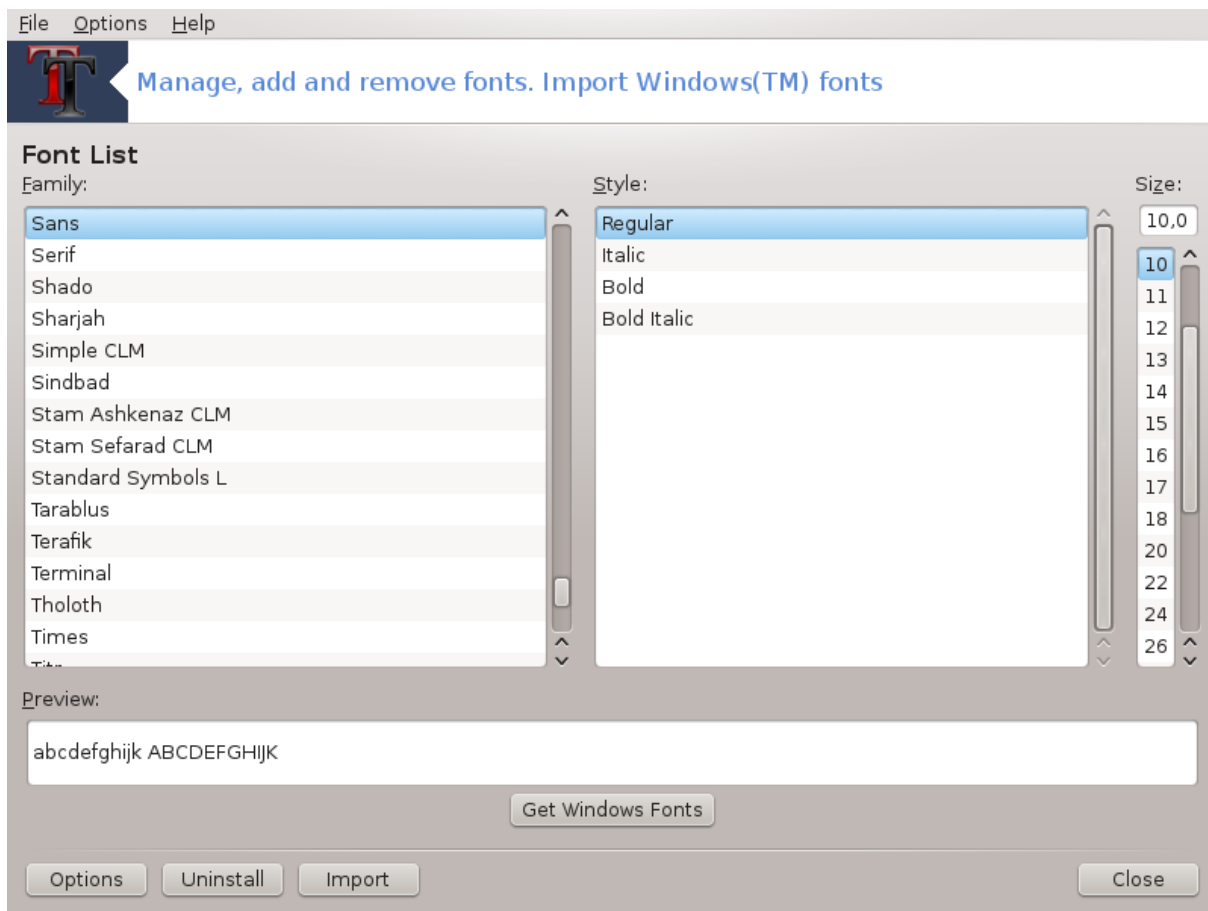 File Options Help
Manage, add and remove fonts. Import Windows(TM) fonts
Font List
Family:
Sans
Serif
Shado
Sharjah
Simple CLM
Sindbad
Stam Ashkenaz CLM
Stam Sefarad CLM
Standard Symbols L
Tarablus
Terafik
Terminal
Tholoth
Times
Style:
Regular
Italic
Bold
Bold Italic
Size:
10,0
10
11
12
13
14
15
16
17
18
20
22
24
26
Preview:
abcdefghijk ABCDEFGHIJK
Get Windows Fonts
Options Uninstall Import Close